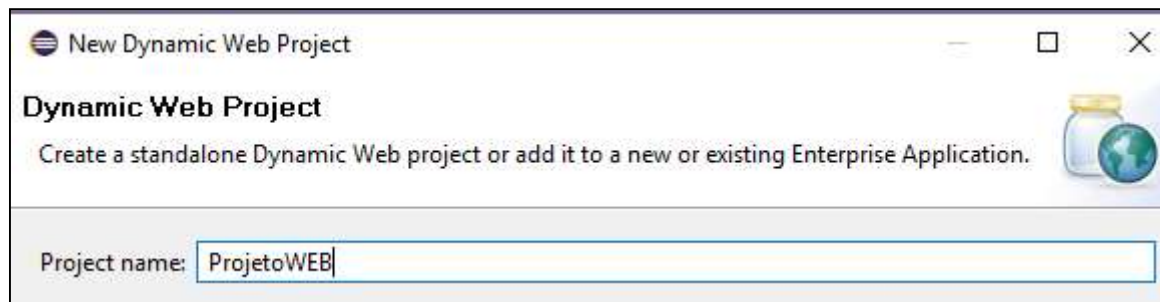 New Dynamic Web Project
Dynamic Web Project
Create a standalone Dynamic Web project or add it to a new or existing Enterprise Application.
Project name: ProjetoWEB